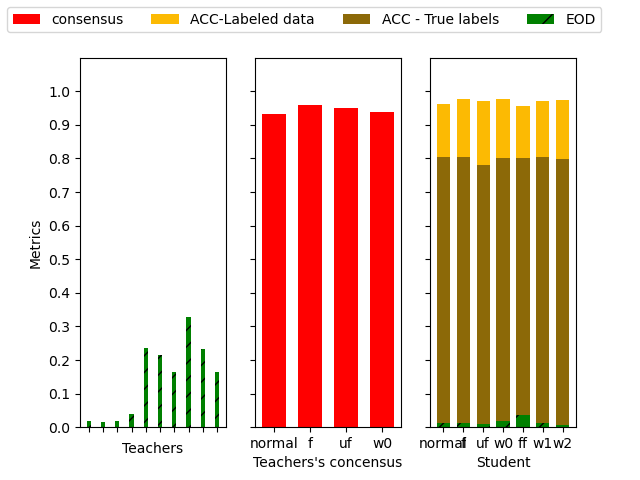 consensus ACC-Labeled data ACC - True labels EOD
Metrics
1.0
0.9
0.8
0.7
0.6
0.5
0.4
0.3
0.2
0.1
0.0
normal f uf w0
normal f uf w0 ff w1 w2
Teachers
Teachers's concensus
Student